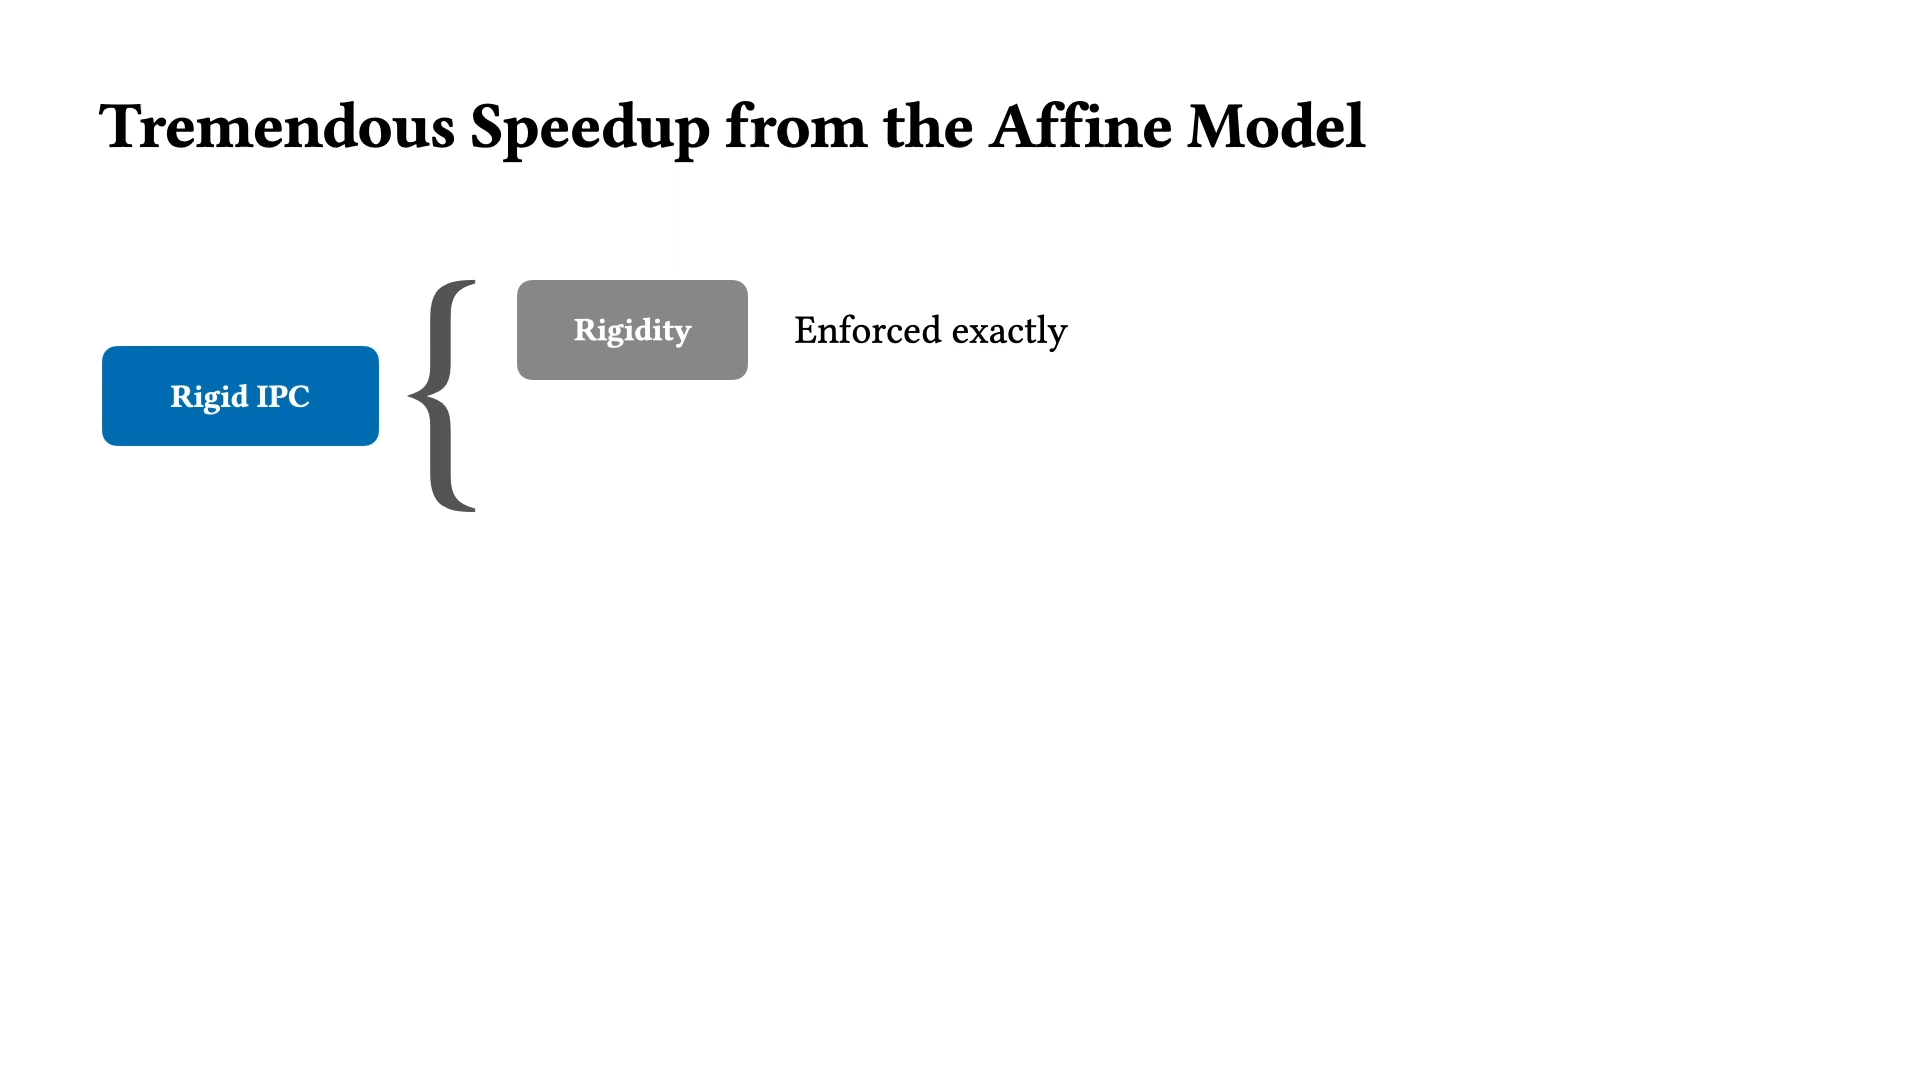 Tremendous Speedup from the Affine Model
Rigidity
Enforced exactly
Rigid IPC